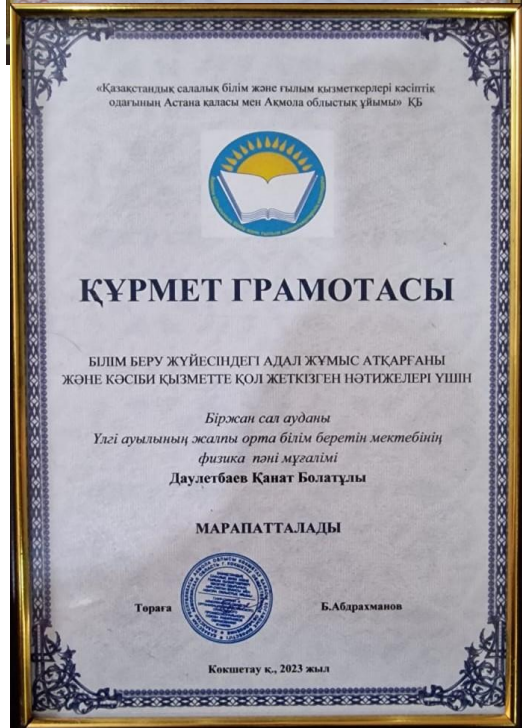 «Қазақстандық салалық білім және ғылым қызметкерлері кәсіптік
одағының Астана қаласы мен Ақмола облыстық ұйымы» ҚБ
ҚҰРМЕТ ГРАМОТАСЫ
БІЛІМ БЕРУ ЖҮЙЕСІНДЕГІ АДАЛ ЖҰМЫС АТҚАРҒАНЫ
ЖӘНЕ КӘСІБИ ҚЫЗМЕТТЕ ҚОЛ ЖЕТКІЗГЕН НӘТИЖЕЛЕРІ ҮШІН
Біржан сал ауданы
Үлгі ауылының жалпы орта білім беретін мектебінің
физика пәні мұғалімі
Даулетбаев Қанат Болатұлы
МАРАПАТТАЛАДЫ
Төраға Б.Абдрахманов
Көкшетау қ., 2023 жыл